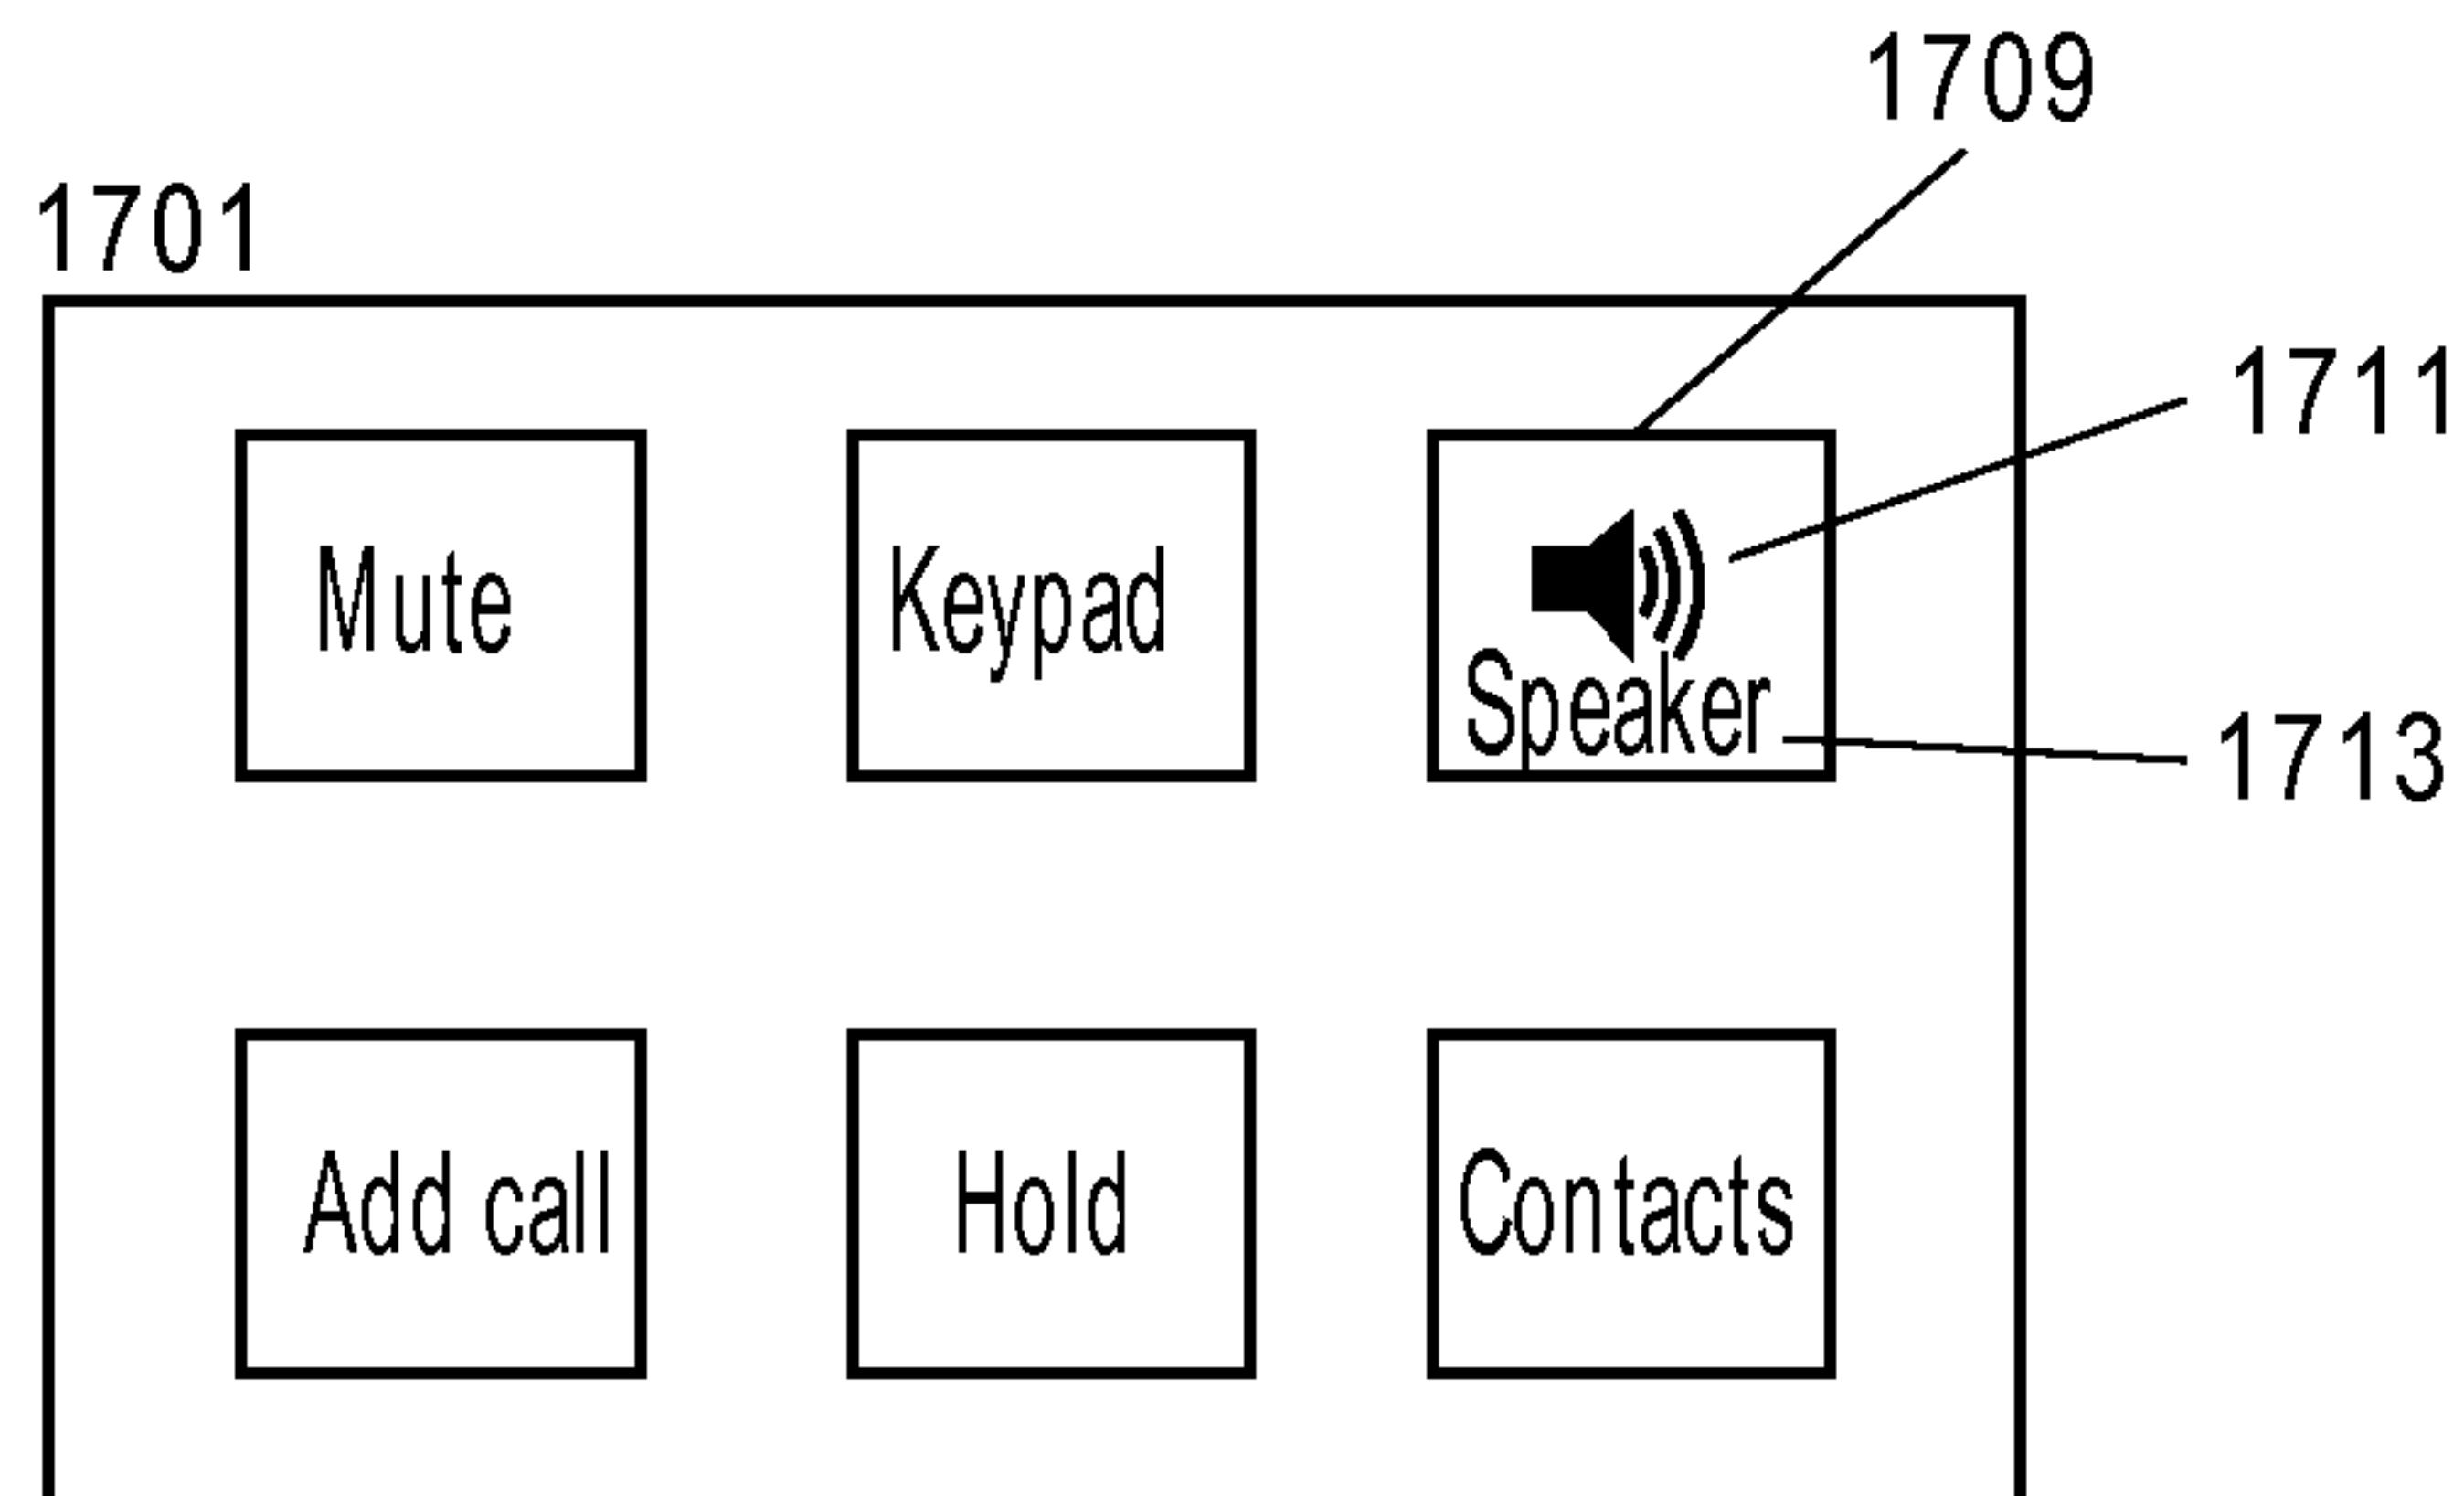 1709
1701
1711
Mute Keypad
Speaker
1713
Add call Hold Contacts